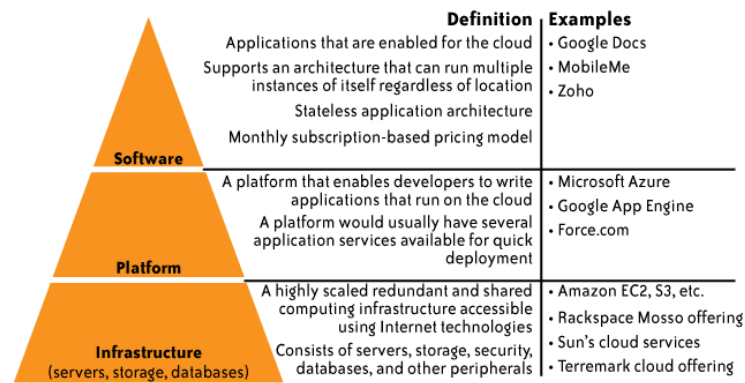 Definition
Examples
Applications that are enabled for the cloud
Supports an architecture that can run multiple
instances of itself regardless of location
Stateless application architecture
Monthly subscription-based pricing model
• Google Docs
• MobileMe
• Zoho
Software
A platform that enables developers to write
applications that run on the cloud
A platform would usually have several
application services available for quick
deployment
• Microsoft Azure
• Google App Engine
• Force.com
Platform
A highly scaled redundant and shared
computing infrastructure accessible
using Internet technologies
Consists of servers, storage, security,
databases, and other peripherals
• Amazon EC2, S3, etc.
• Rackspace Mosso offering
• Sun's cloud services
• Terremark cloud offering
Infrastructure
(servers, storage, databases)